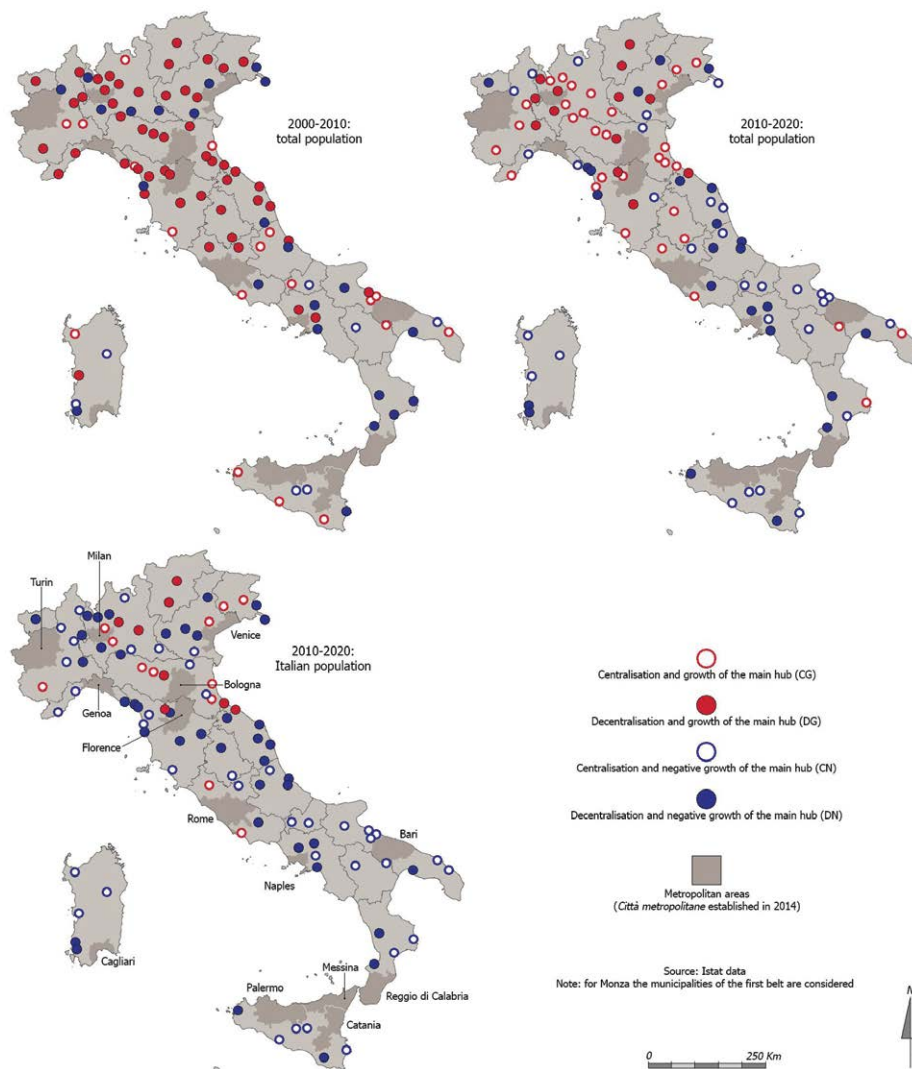 2000-2010:
total population
2010-2020:
total population
Milan
Turin
Venice
2010-2020:
Italian population
Bologna
Genoa
Florence
Rome
Bari
Naples
Cagliari
Messina
Palermo
Reggio di Calabria
Catania
Centralisation and growth of the main hub (CG)
Decentralisation and growth of the main hub (DG)
Centralisation and negative growth of the main hub (CN)
Decentralisation and negative growth of the main hub (DN)
Metropolitan areas
(Città metropolitane established in 2014)
Source: Istat data
Note: for Monza the municipalities of the first belt are considered
0 250 Km
N